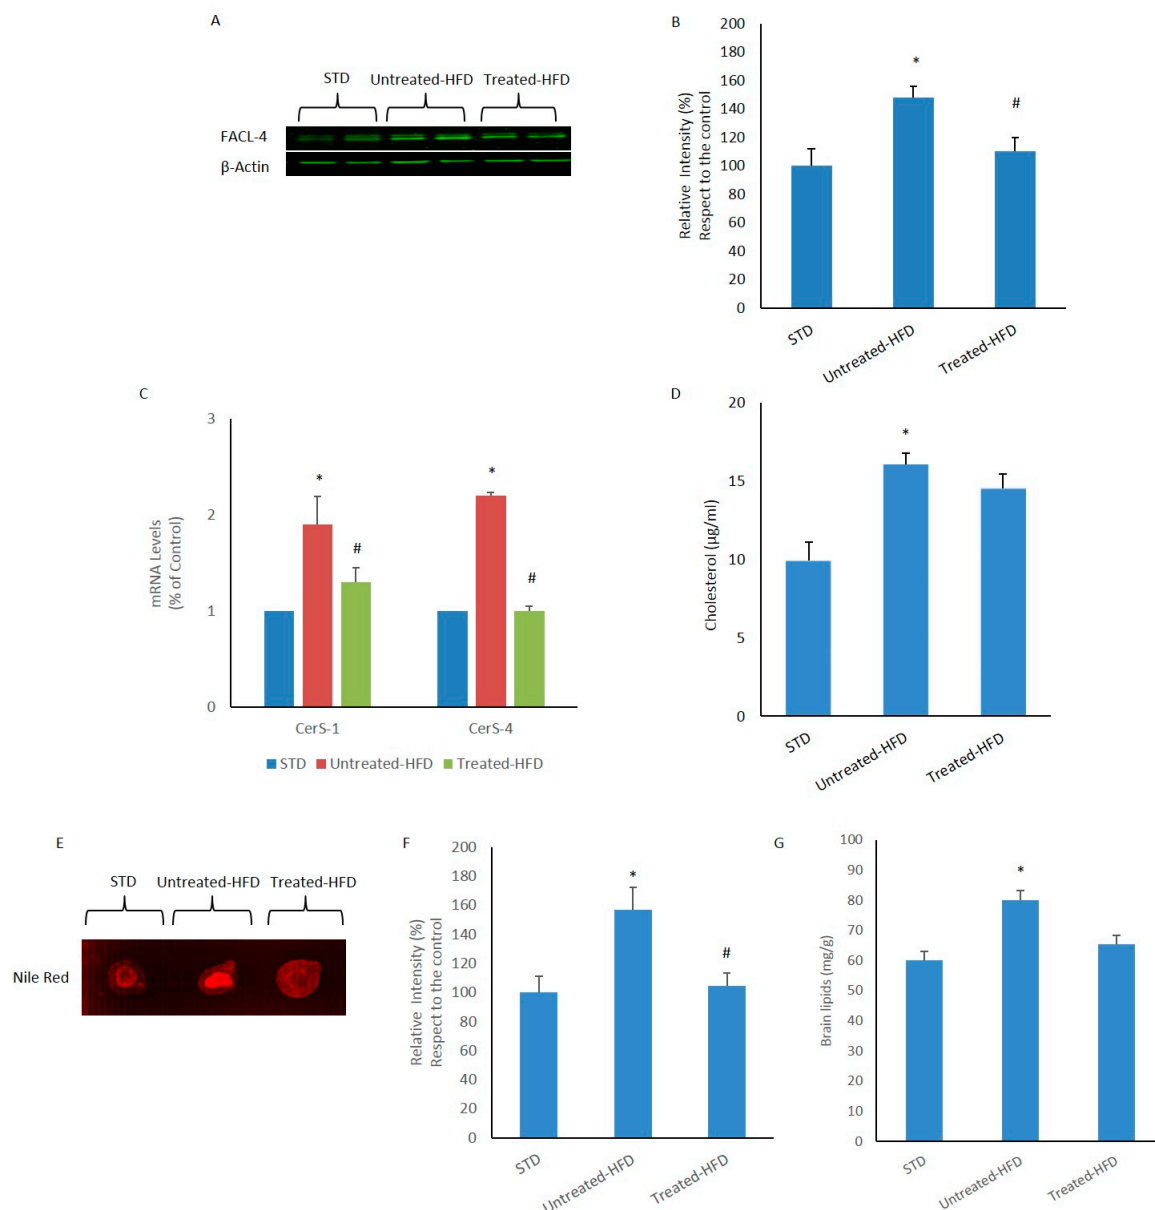 A
STD
Untreated-HFD
Treated-HFD
FACL-4
β-Actin
B
Relative Intensity (%)
Respect to the control
200
180
160
140
120
100
80
60
40
20
0
*
#
STD
Untreated-HFD
Treated-HFD
C
mRNA Levels
(% of Control)
3
2
1
0
*
#
*
#
CerS-1
CerS-4
STD
Untreated-HFD
Treated-HFD
D
Cholesterol (μg/ml)
20
15
10
5
0
*
STD
Untreated-HFD
Treated-HFD
E
STD
Untreated-HFD
Treated-HFD
Nile Red
F
Relative Intensity (%)
Respect to the control
200
180
160
140
120
100
80
60
40
20
0
*
#
STD
Untreated-HFD
Treated-HFD
G
Brain lipids (mg/g)
100
90
80
70
60
50
40
30
20
10
0
*
STD
Untreated-HFD
Treated-HFD